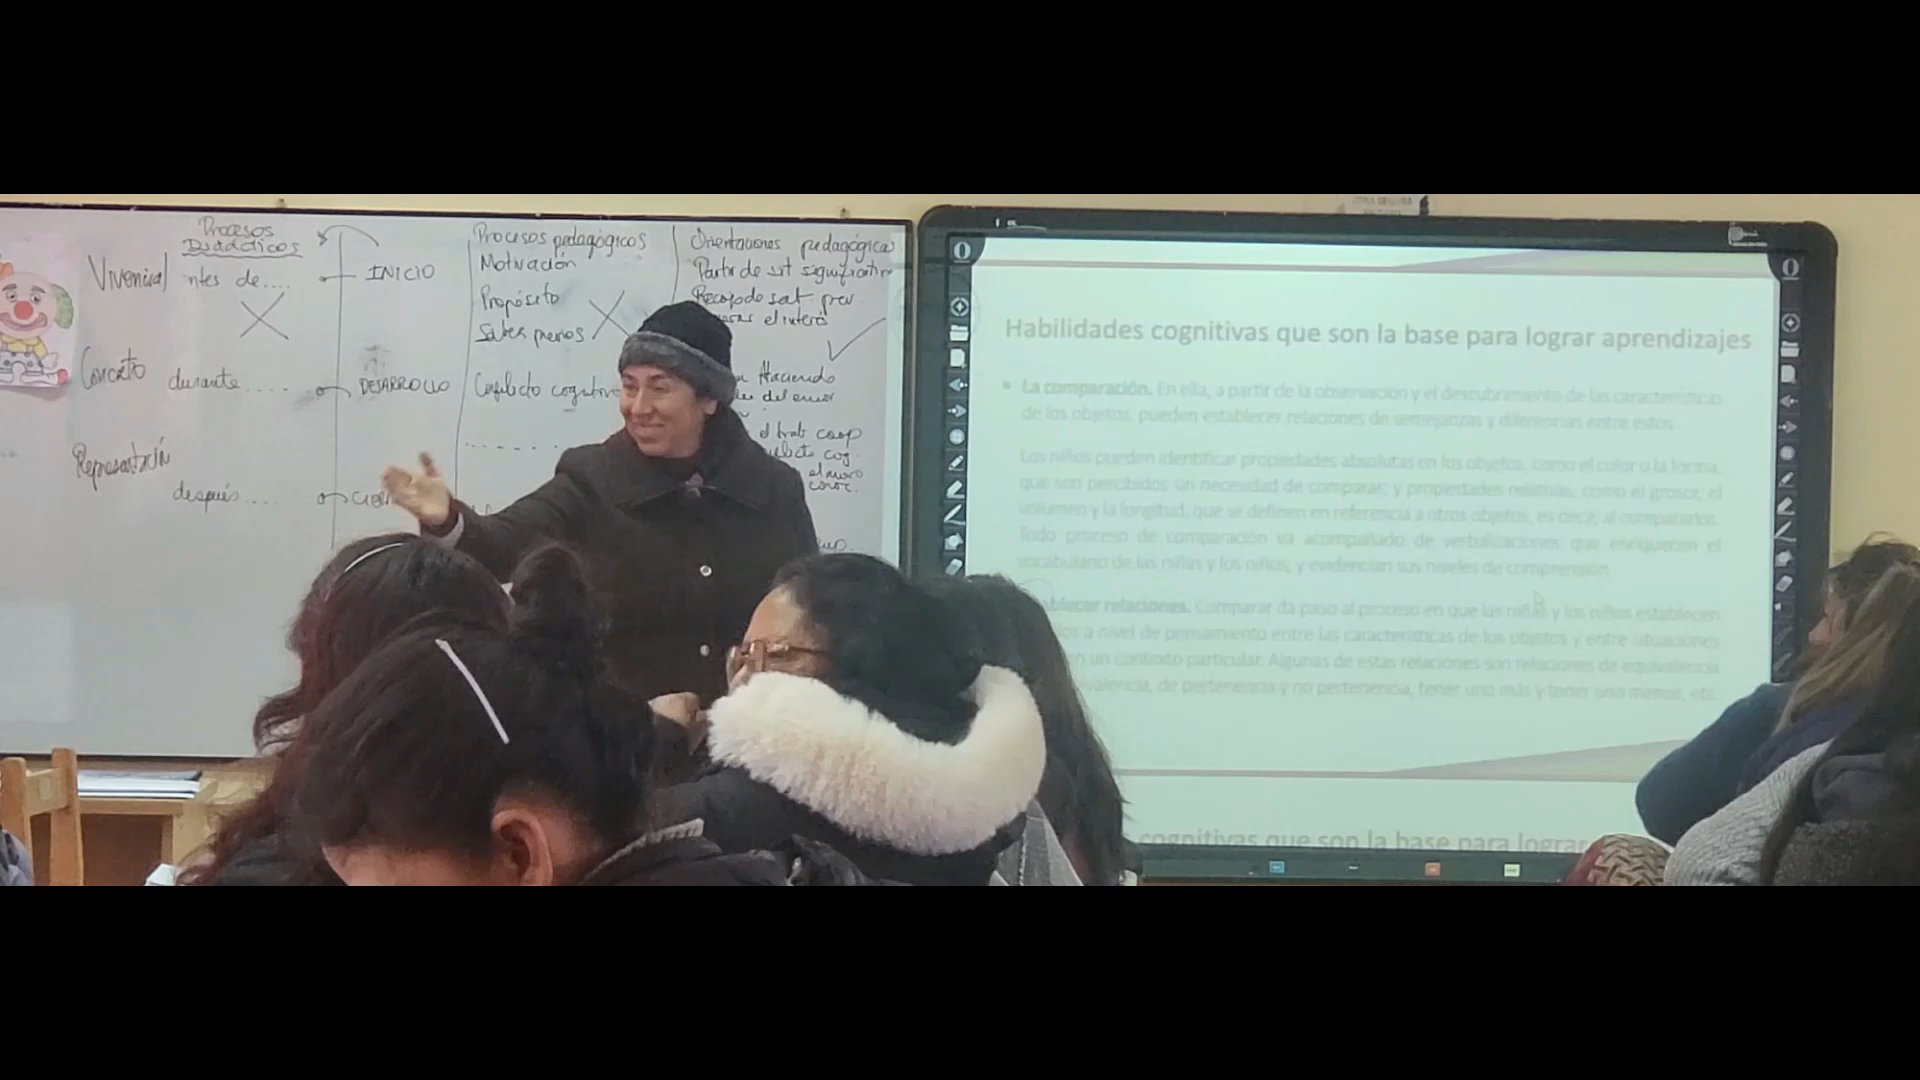 Procesos
Didácticos
Vivencial
ntes de....
INICIO
Concreto
durante.....
DESARROLLO
Representación
después....
Procesos pedagógicos
Motivación
Propósito
Saberes previos
Conflicto cognitivo
Orientaciones pedagógica
Partir de sit significativa
Recojo de sab prev
el interés
Haciendo
del error
el trab coop
Habilidades cognitivas que son la base para lograr aprendizajes
• La comparación. En ella, a partir de la observación y el descubrimiento de las características
de los objetos, pueden establecer relaciones de semejanzas y diferencias entre estos.
Los niños pueden identificar propiedades absolutas en los objetos, como el color o la forma,
que son percibidos sin necesidad de comparar; y propiedades relativas, como el grosor, el
volumen y la longitud, que se definen en referencia a otros objetos, es decir, al compararlos.
Todo proceso de comparación va acompañado de verbalizaciones que enriquecen el
vocabulario de las niñas y los niños, y evidencian sus niveles de comprensión.
blecer relaciones. Comparar da paso al proceso en que las niñas y los niños establecen
os a nivel de pensamiento entre las características de los objetos y entre situaciones
n un contexto particular. Algunas de estas relaciones son relaciones de equivalencia
valencia, de pertenencia y no pertenencia, tener uno más y tener uno menos, etc.
cognitivas que son la base para lograr